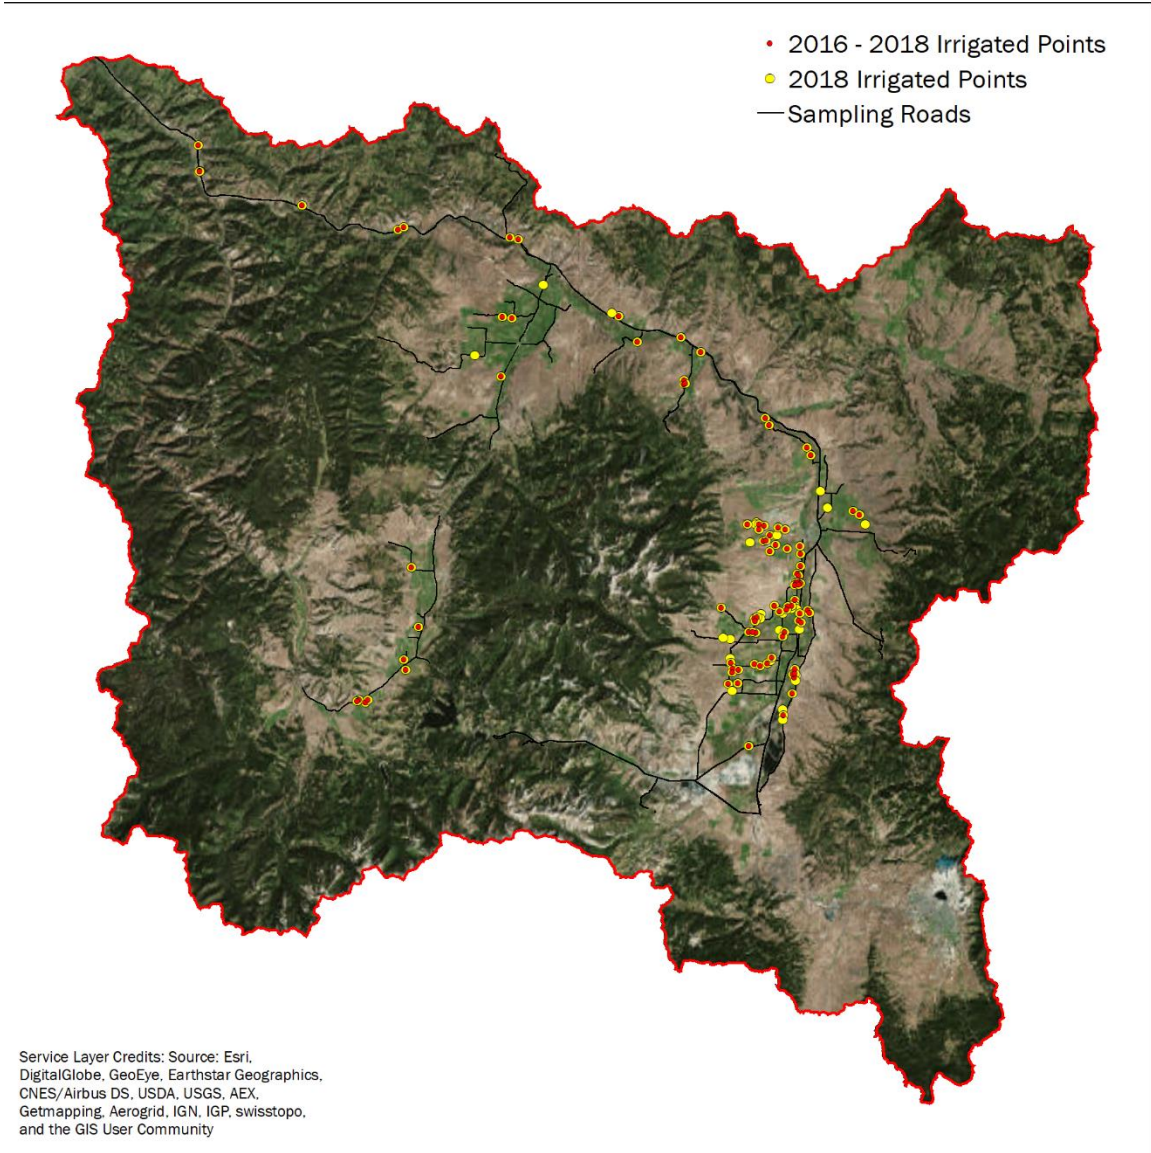 2016 - 2018 Irrigated Points
2018 Irrigated Points
Sampling Roads
Service Layer Credits: Source: Esri,
DigitalGlobe, GeoEye, Earthstar Geographics,
CNES/Airbus DS, USDA, USGS, AEX,
Getmapping, Aerogrid, IGN, IGP, swisstopo,
and the GIS User Community